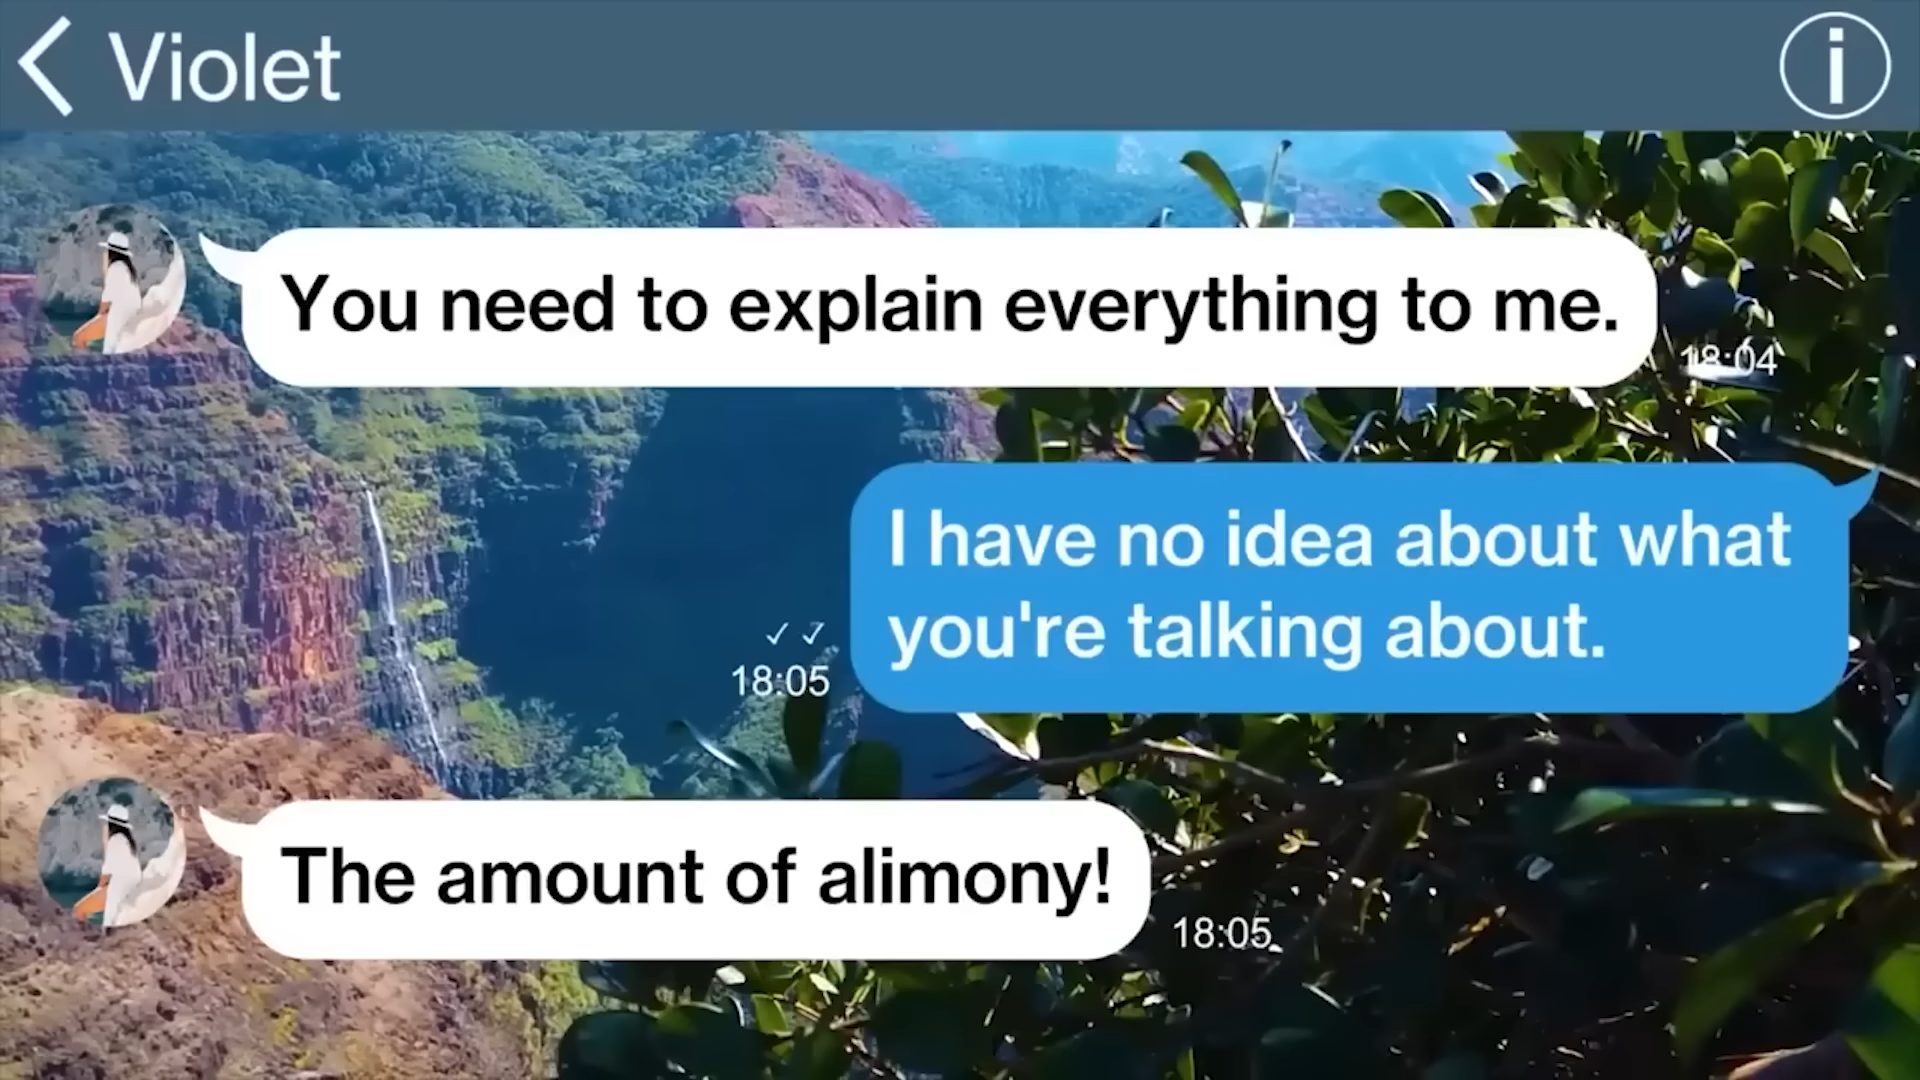 Violet
You need to explain everything to me.
18:04
I have no idea about what
you're talking about.
18:05
The amount of alimony!
18:05